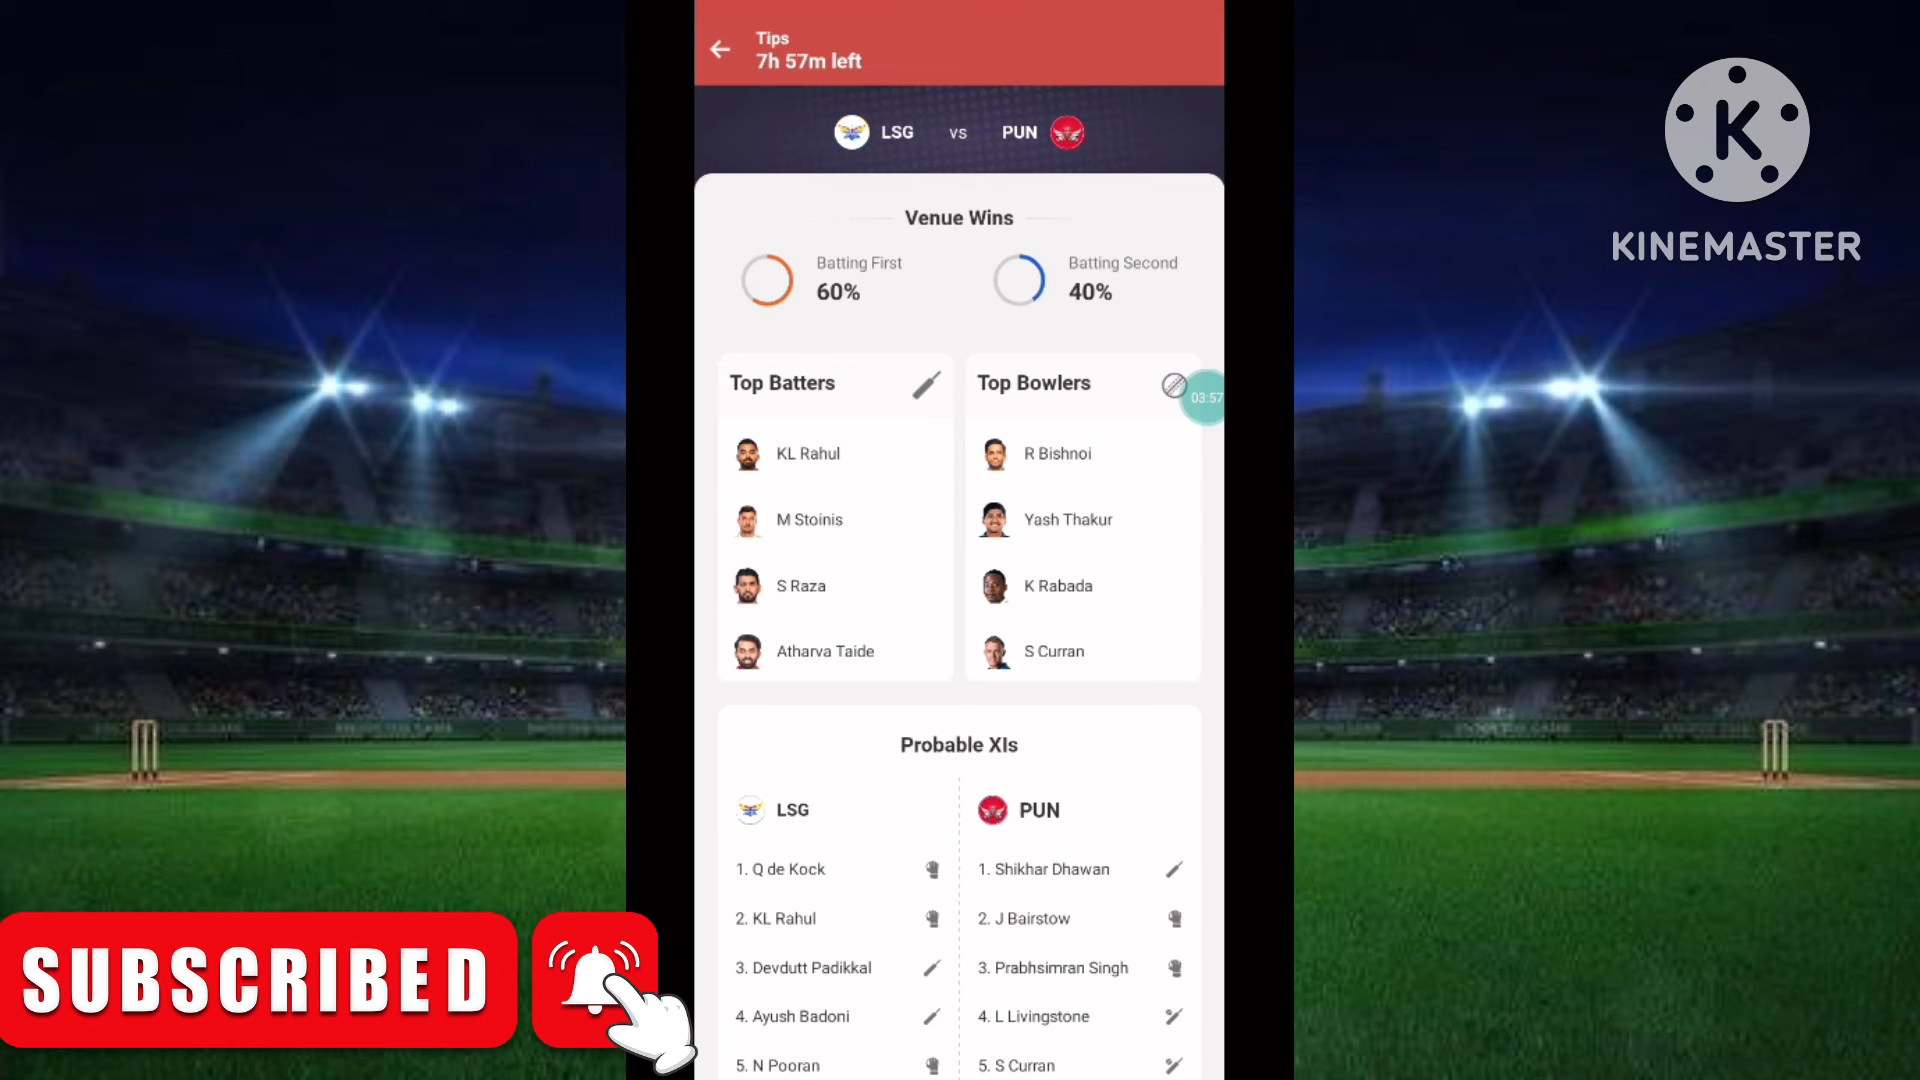 Tips
7h 57m left
LSG vs PUN
Venue Wins
Batting First
60%
Batting Second
40%
Top Batters
KL Rahul
M Stoinis
S Raza
Atharva Taide
Top Bowlers
03:57
R Bishnoi
Yash Thakur
K Rabada
S Curran
Probable XIs
LSG
1. Q de Kock
2. KL Rahul
3. Devdutt Padikkal
4. Ayush Badoni
5. N Pooran
PUN
1. Shikhar Dhawan
2. J Bairstow
3. Prabhsimran Singh
4. L Livingstone
5. S Curran
K
KINEMASTER
SUBSCRIBED